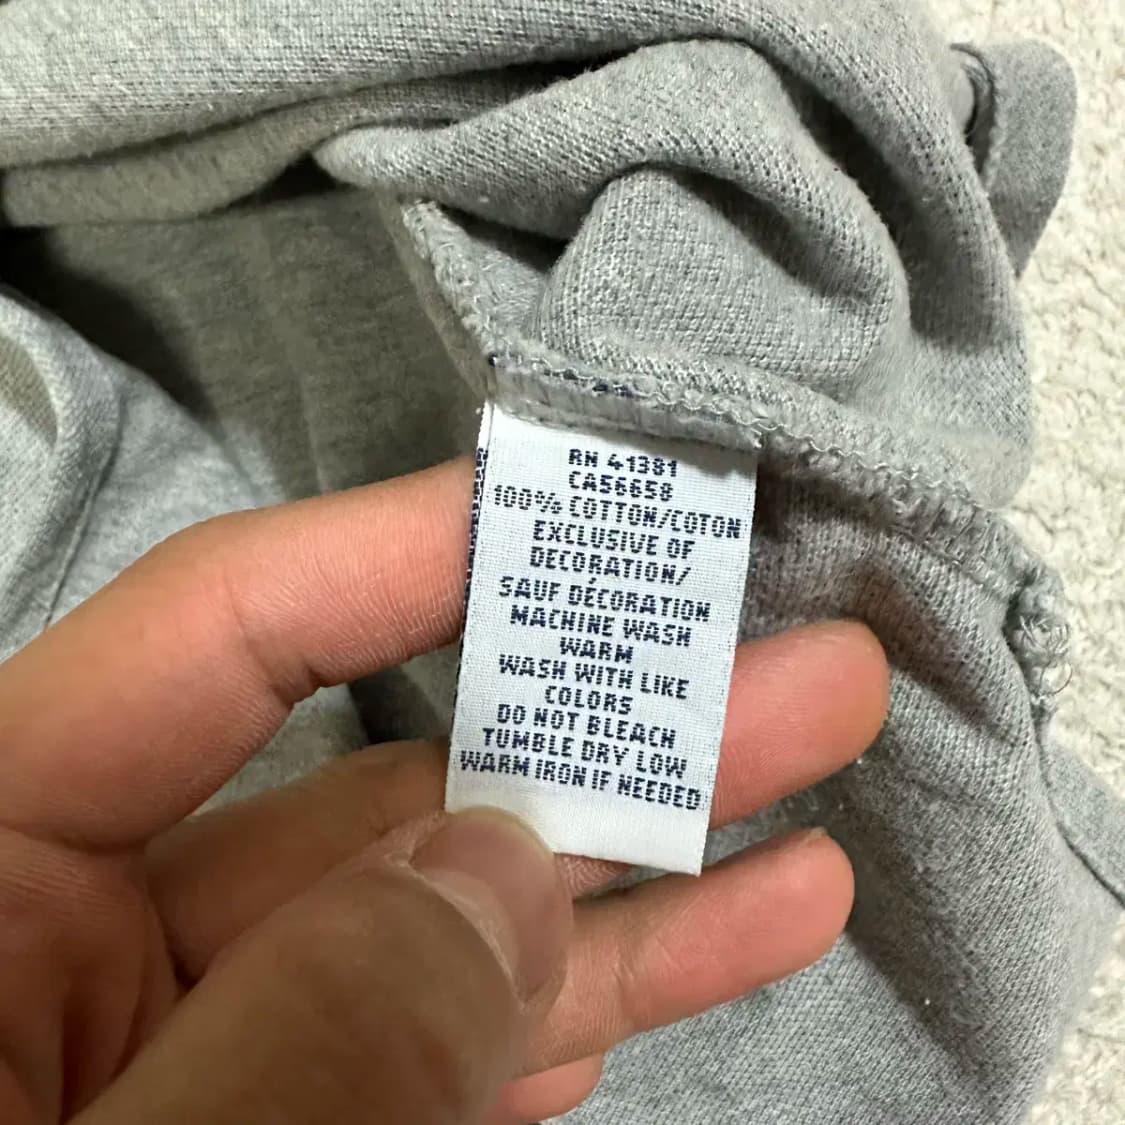 RN 41381
CA56658
100% COTTON/COTON
EXCLUSIVE OF
DECORATION/
SAUF DÉCORATION
MACHINE WASH
WARM
WASH WITH LIKE
COLORS
DO NOT BLEACH
TUMBLE DRY LOW
WARM IRON IF NEEDED